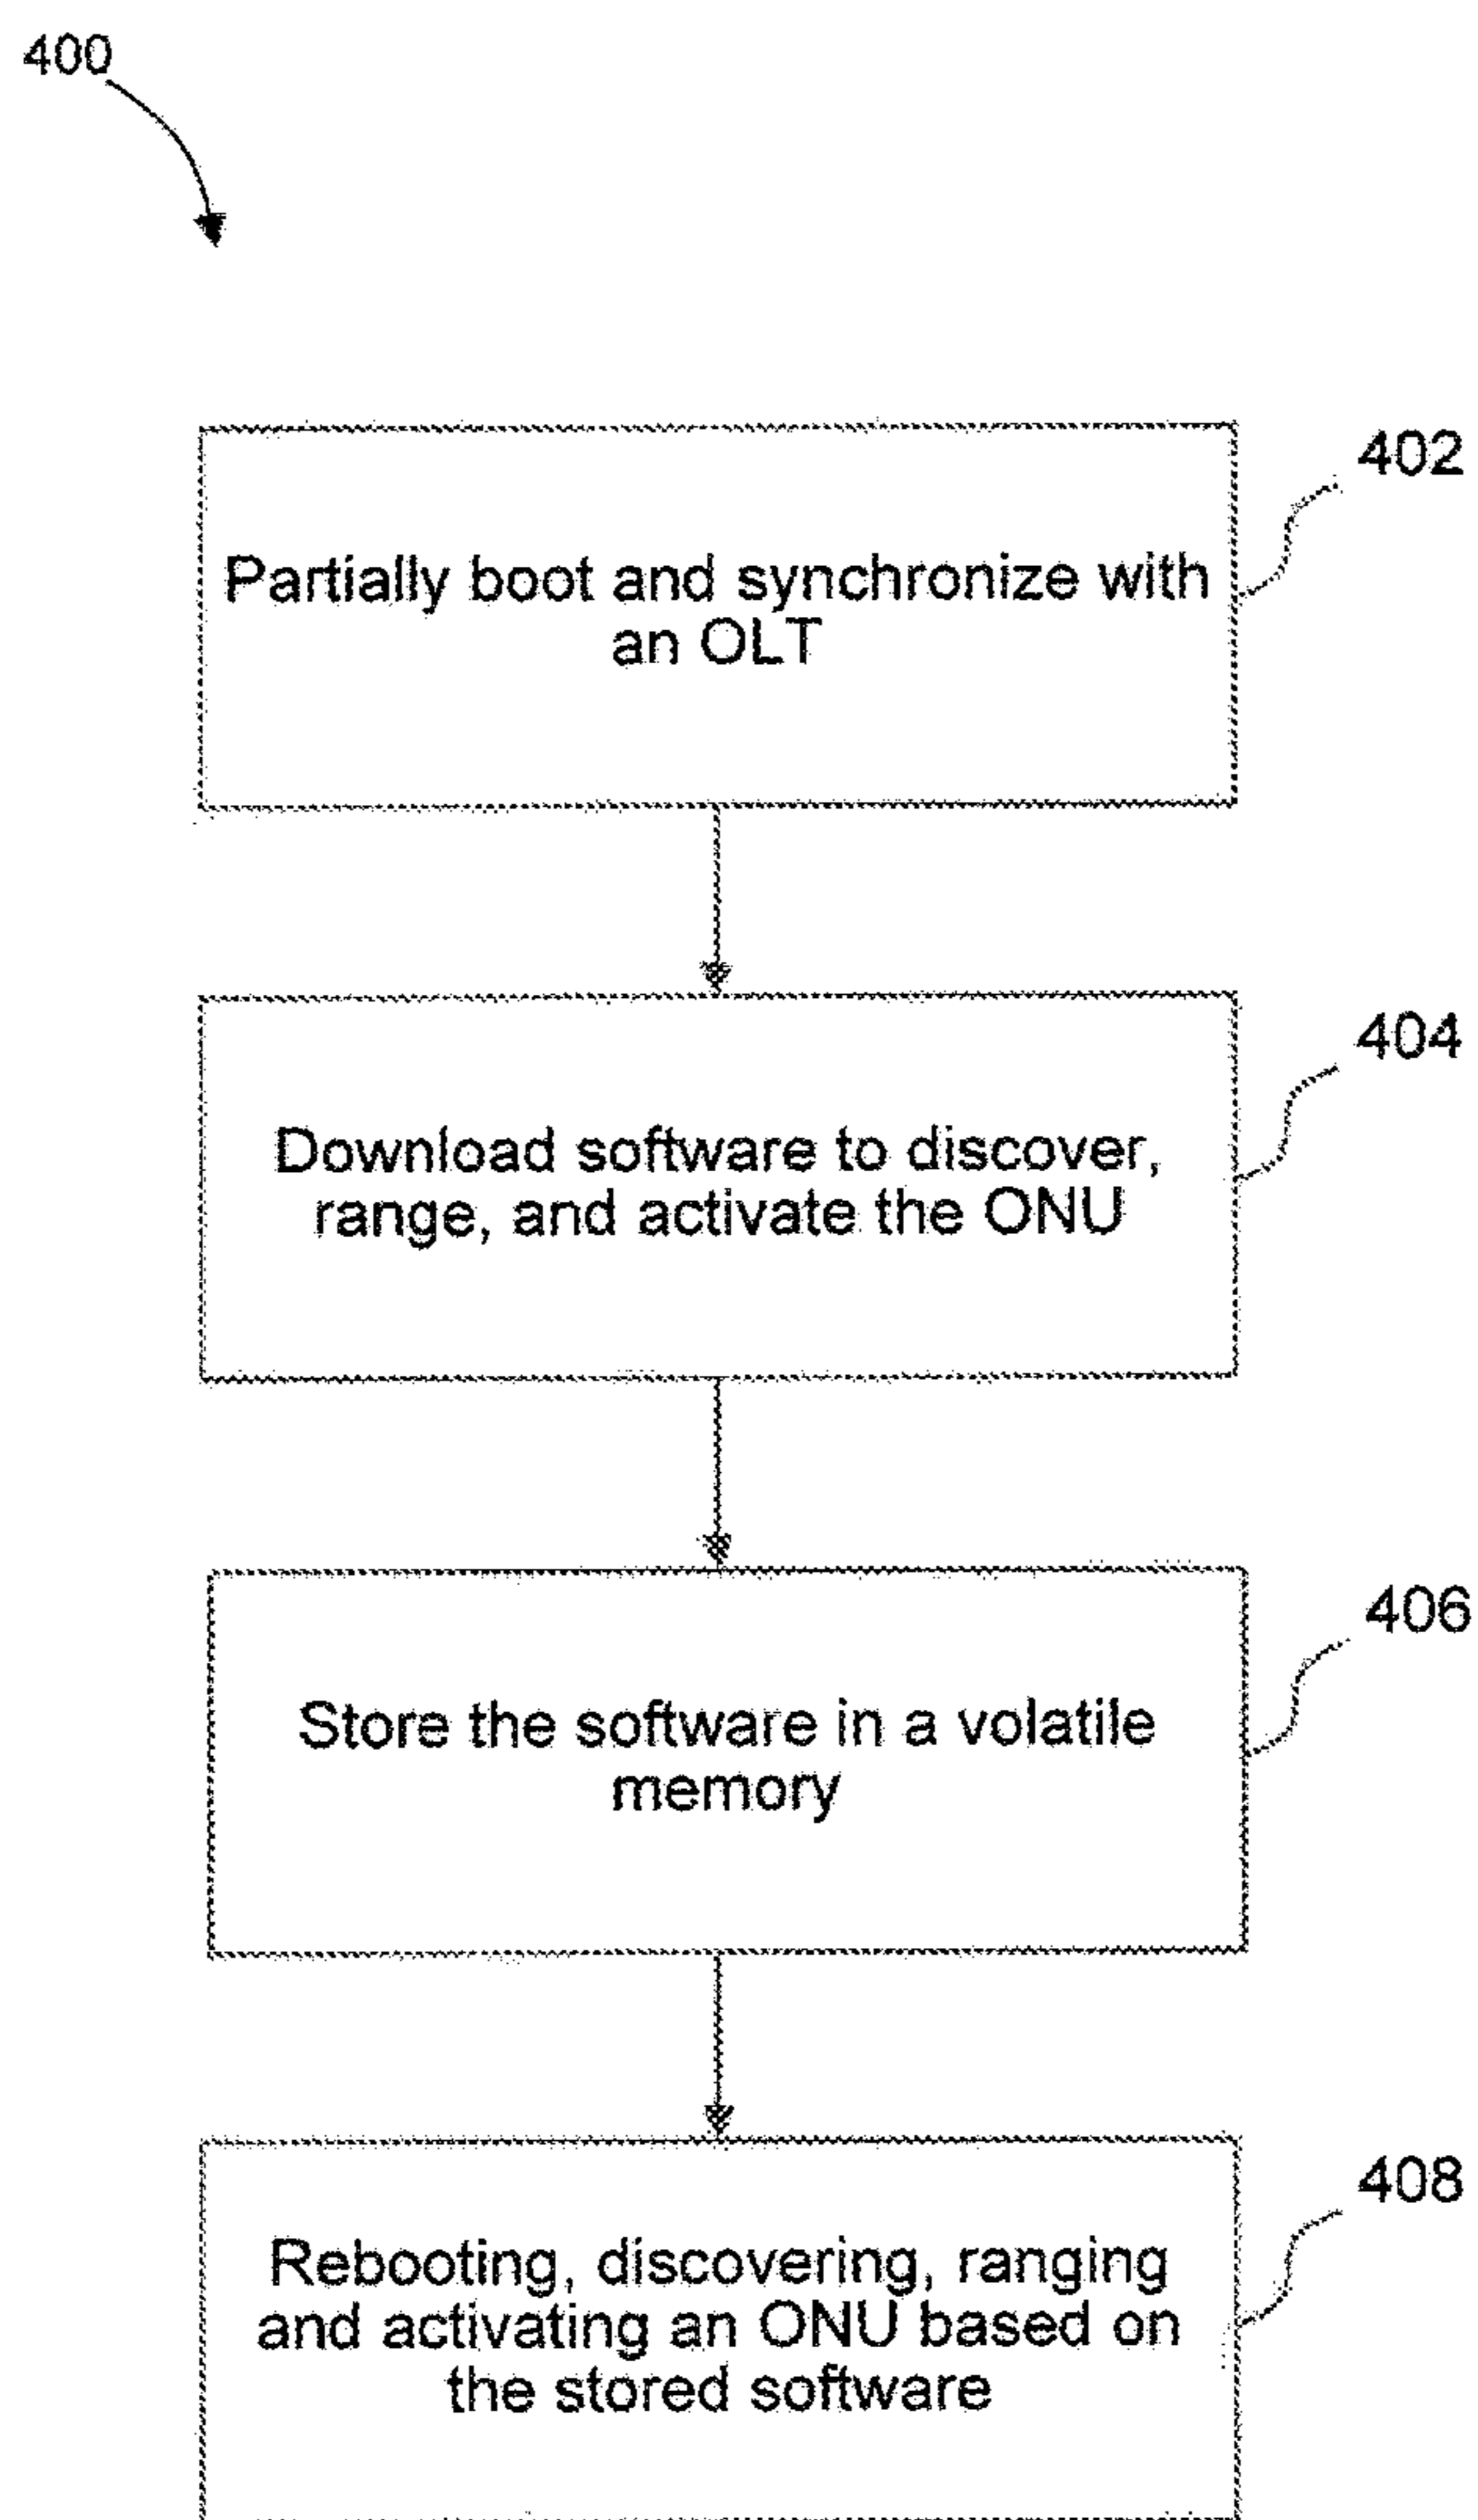 400
402
Partially boot and synchronize with
an OLT
404
Download software to discover,
range, and activate the ONU
406
Store the software in a volatile
memory
408
Rebooting, discovering, ranging
and activating an ONU based on
the stored software